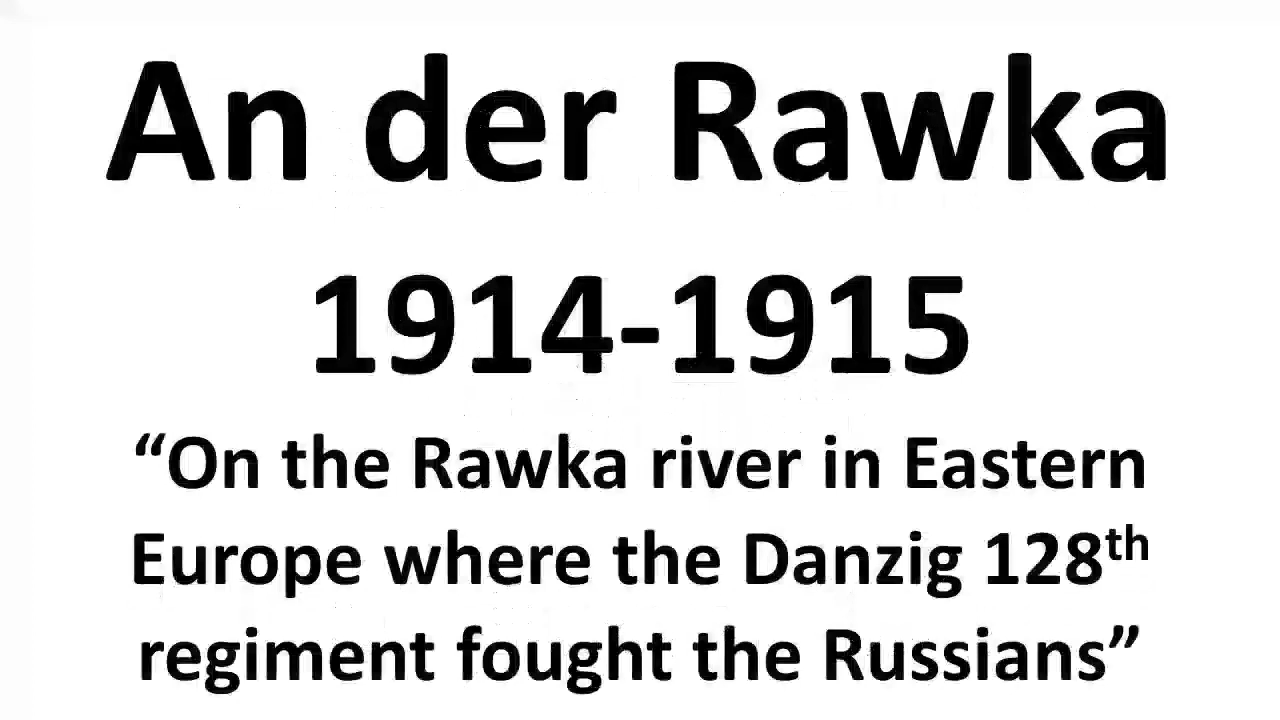 An der Rawka
1914-1915
“On the Rawka river in Eastern
Europe where the Danzig 128th
regiment fought the Russians”